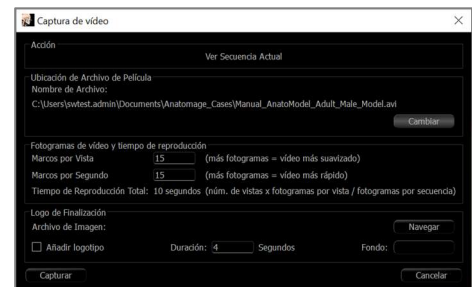 Captura de vídeo
Acción
Ver Secuencia Actual
Ubicación de Archivo de Película
Nombre de Archivo:
C:\Users\swtest.admin\Documents\Anatomage_Cases\Manual_AnatoModel_Adult_Male_Model.avi
Cambiar
Fotogramas de vídeo y tiempo de reproducción
Marcos por Vista 15 (más fotogramas = vídeo más suavizado)
Marcos por Segundo 15 (más fotogramas = vídeo más rápido)
Tiempo de Reproducción Total: 10 segundos (núm. de vistas x fotogramas por vista / fotogramas por secuencia)
Logo de Finalización
Archivo de Imagen: Navegar
Añadir logotipo Duración: 4 Segundos Fondo:
Capturar Cancelar